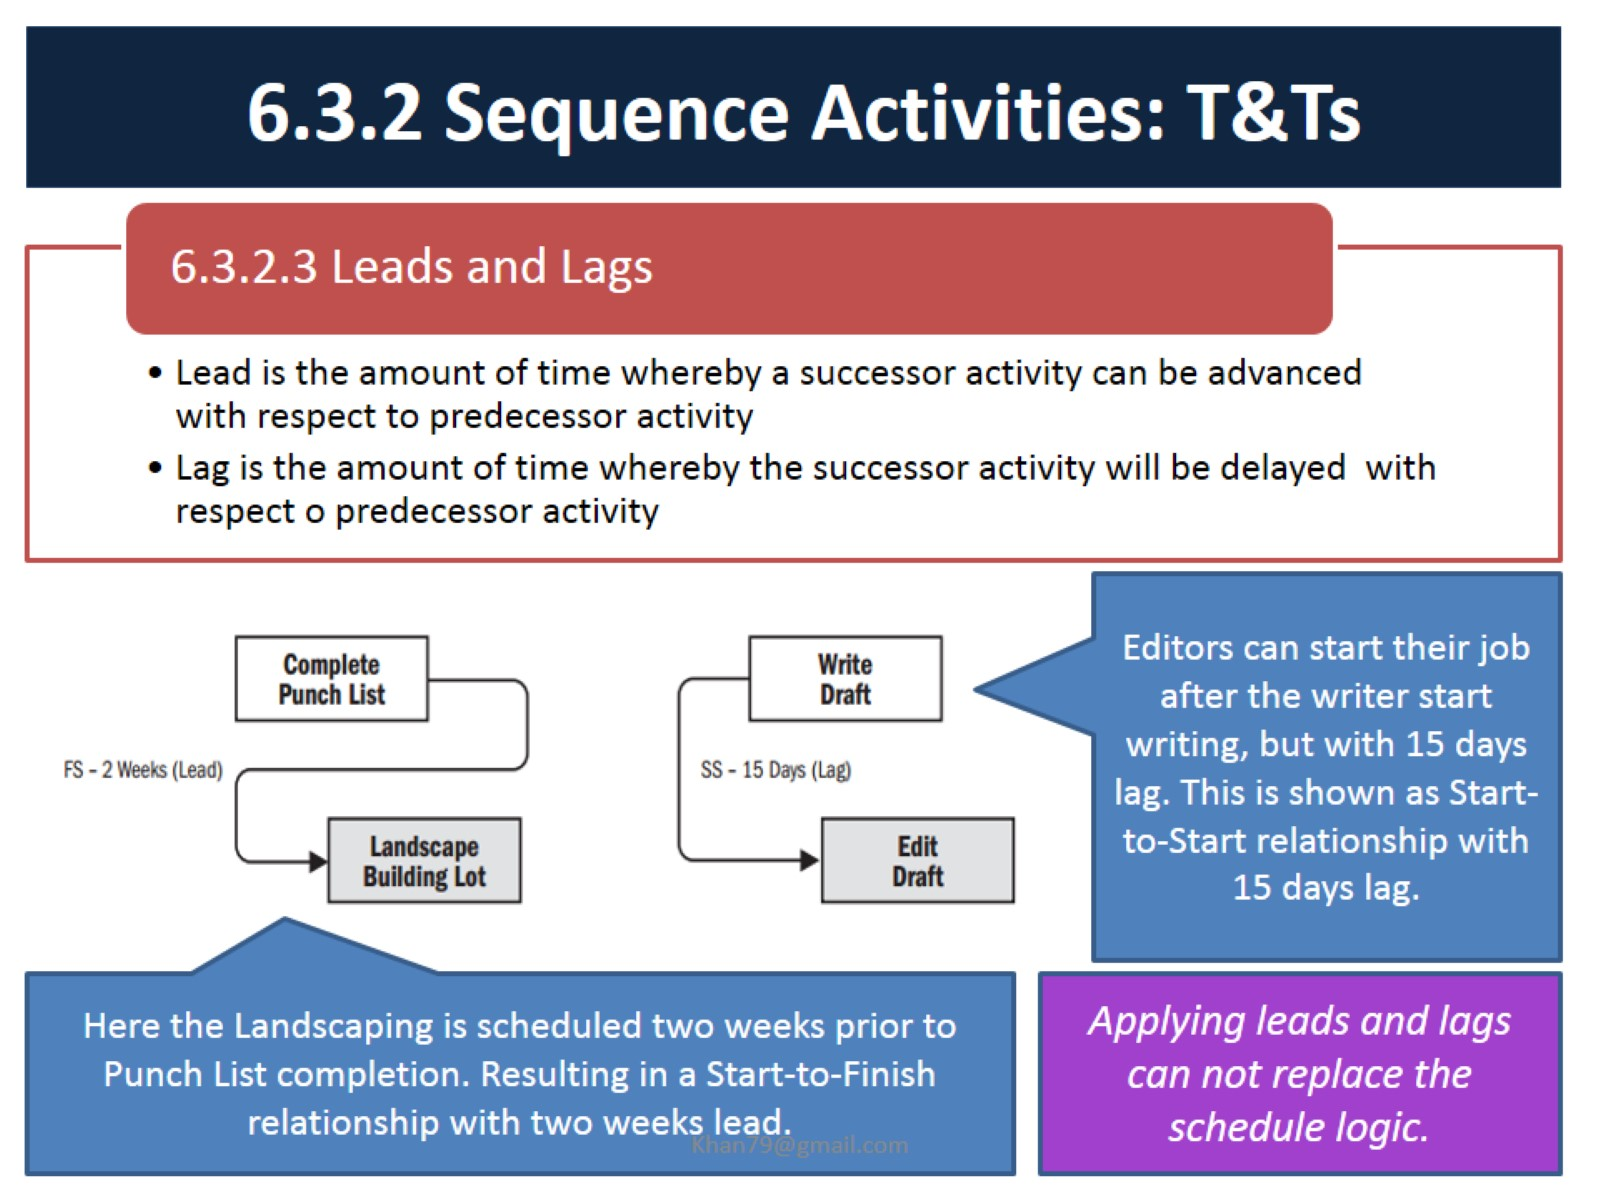 6.3.2 Sequence Activities: T&Ts
6.3.2.3 Leads and Lags
• Lead is the amount of time whereby a successor activity can be advanced
with respect to predecessor activity
• Lag is the amount of time whereby the successor activity will be delayed  with
respect o predecessor activity
Complete
Punch List
FS – 2 Weeks (Lead)
Landscape
Building Lot
Write
Draft
SS – 15 Days (Lag)
Edit
Draft
Editors can start their job
after the writer start
writing, but with 15 days
lag. This is shown as Start-
to-Start relationship with
15 days lag.
Here the Landscaping is scheduled two weeks prior to
Punch List completion. Resulting in a Start-to-Finish
relationship with two weeks lead.
Khan79@gmail.com
Applying leads and lags
can not replace the
schedule logic.